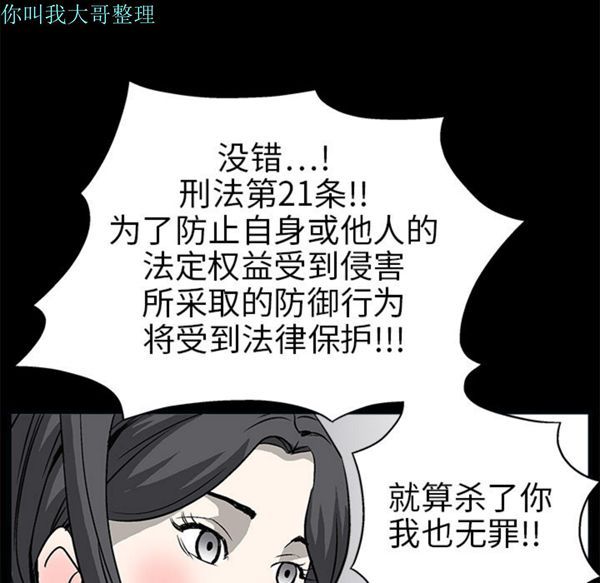 你叫我大哥整理
没错...!
刑法第21条!!
为了防止自身或他人的
法定权益受到侵害
所采取的防御行为
将受到法律保护!!!
就算杀了你
我也无罪!!